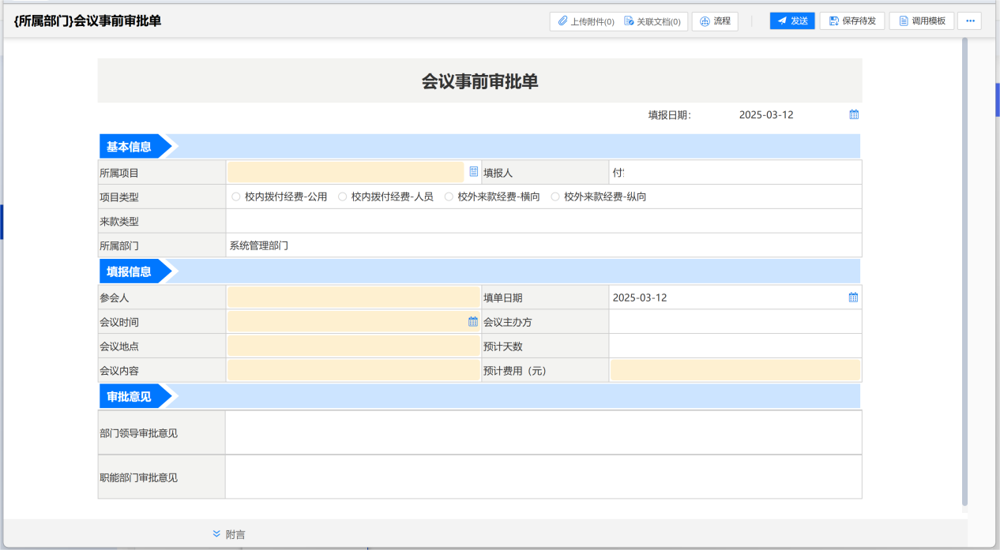 {所属部门}会议事前审批单 上传附件(0) 关联文档(0) 流程 发送 保存待发 调用模板
会议事前审批单
填报日期: 2025-03-12
基本信息
所属项目 填报人 付
项目类型 校内拨付经费-公用 校内拨付经费-人员 校外来款经费-横向 校外来款经费-纵向
来款类型
所属部门 系统管理部门
填报信息
参会人 填单日期 2025-03-12
会议时间 会议主办方
会议地点 预计天数
会议内容 预计费用（元）
审批意见
部门领导审批意见
职能部门审批意见
附言